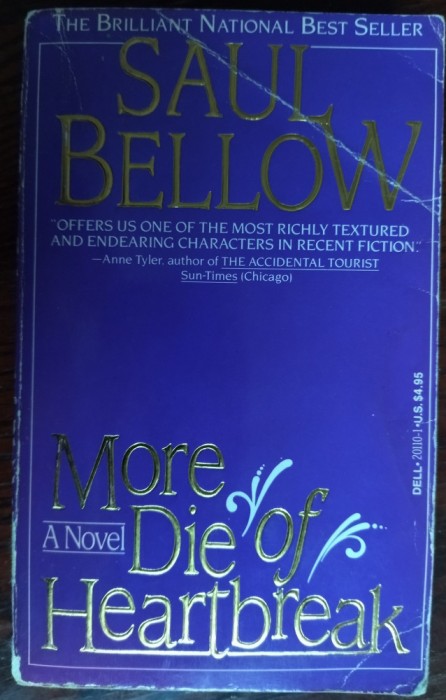 THE BRILLIANT NATIONAL BEST SELLER
SAUL
BELLOW
"OFFERS US ONE OF THE MOST RICHLY TEXTURED
AND ENDEARING CHARACTERS IN RECENT FICTION."
—Anne Tyler, author of THE ACCIDENTAL TOURIST
Sun-Times (Chicago)
DELL • 20110-1 • U.S. $4.95
More
Die of
A Novel
Heartbreak